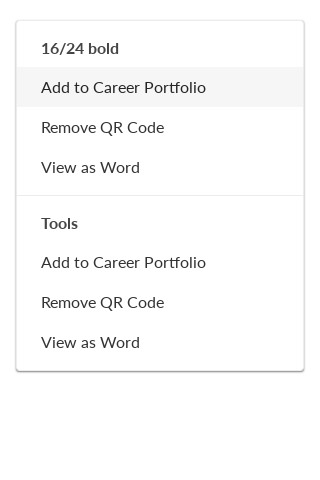 16/24 bold
Add to Career Portfolio
Remove QR Code
View as Word
Tools
Add to Career Portfolio
Remove QR Code
View as Word